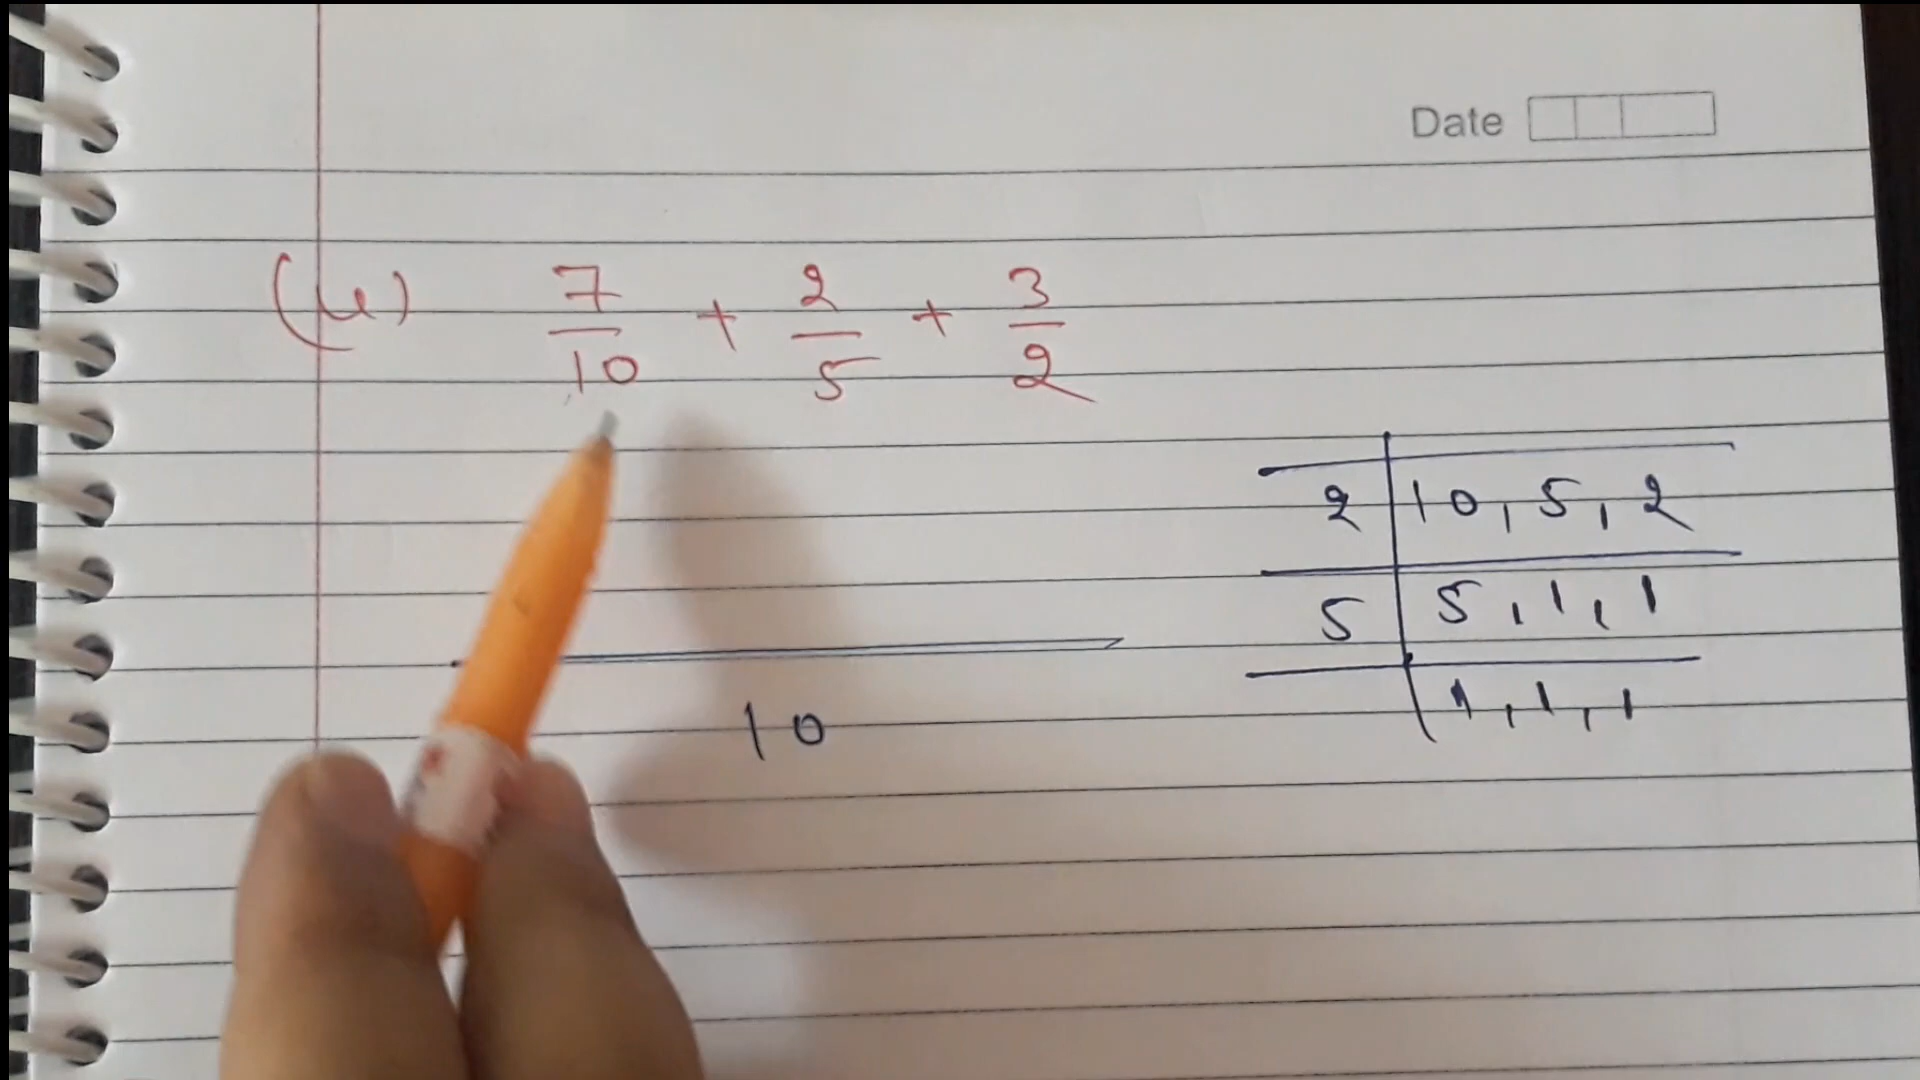 Date
(4) 7/10 + 2/5 + 3/2
10
2 | 10, 5, 2
5 | 5, 1, 1
1, 1, 1